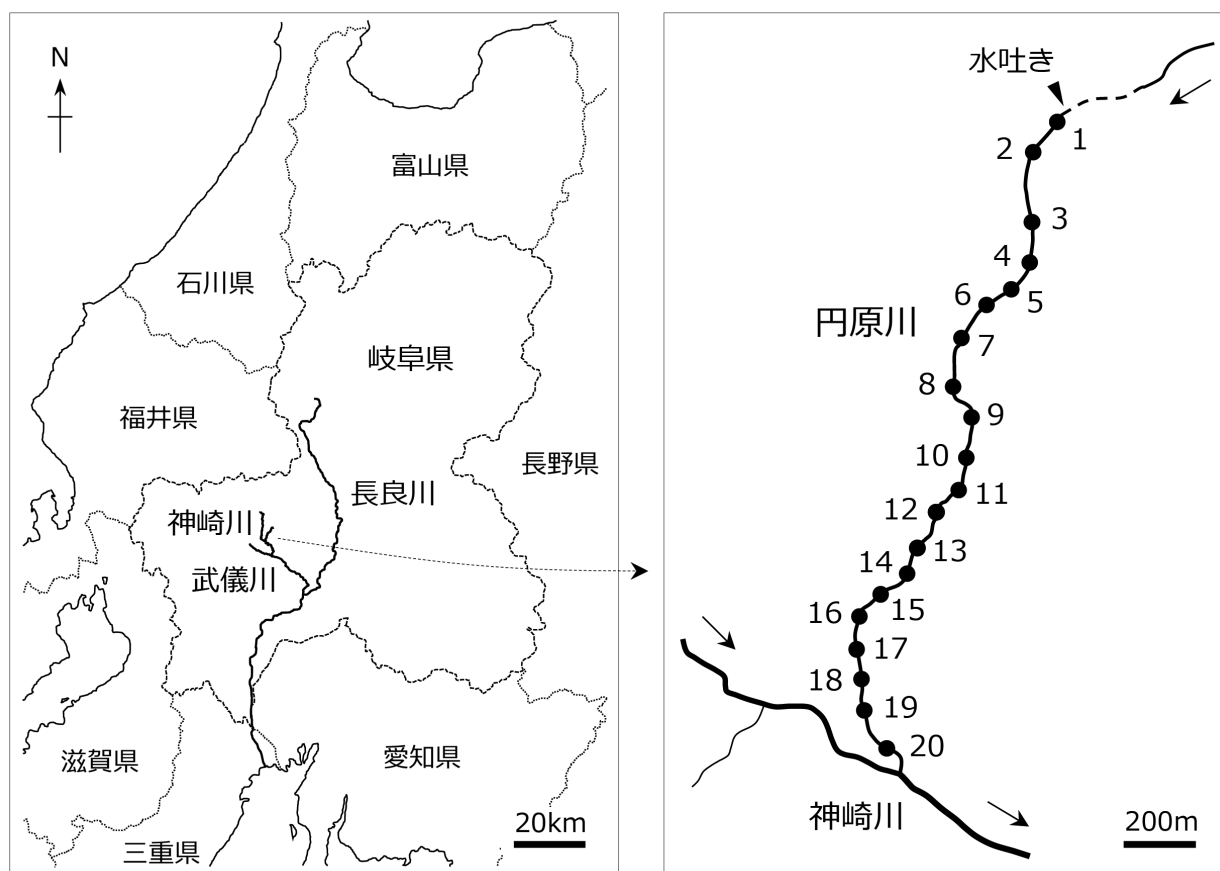 N
富山県
石川県
岐阜県
福井県
長野県
長良川
神崎川
武儀川
滋賀県
愛知県
三重県
20km
水吐き
1
2
3
4
5
6
円原川
7
8
9
10
11
12
13
14
15
16
17
18
19
20
神崎川
200m